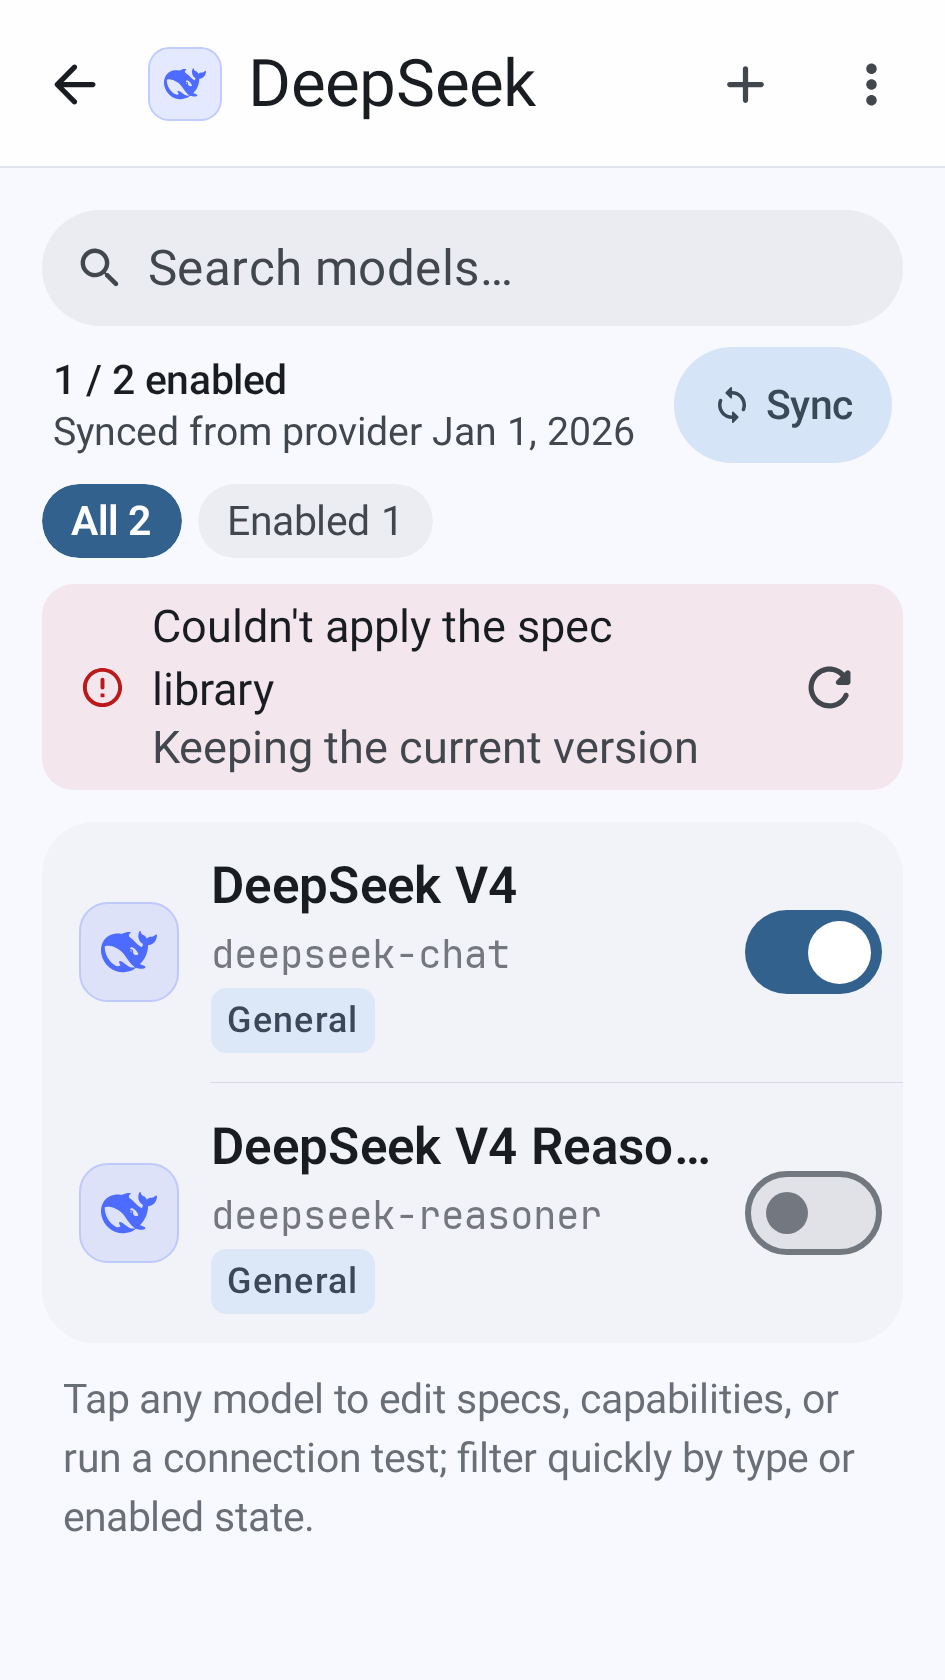 DeepSeek
Search models...
1 / 2 enabled
Synced from provider Jan 1, 2026
Sync
All 2
Enabled 1
Couldn't apply the spec
library
Keeping the current version
DeepSeek V4
deepseek-chat
General
DeepSeek V4 Reaso...
deepseek-reasoner
General
Tap any model to edit specs, capabilities, or
run a connection test; filter quickly by type or
enabled state.